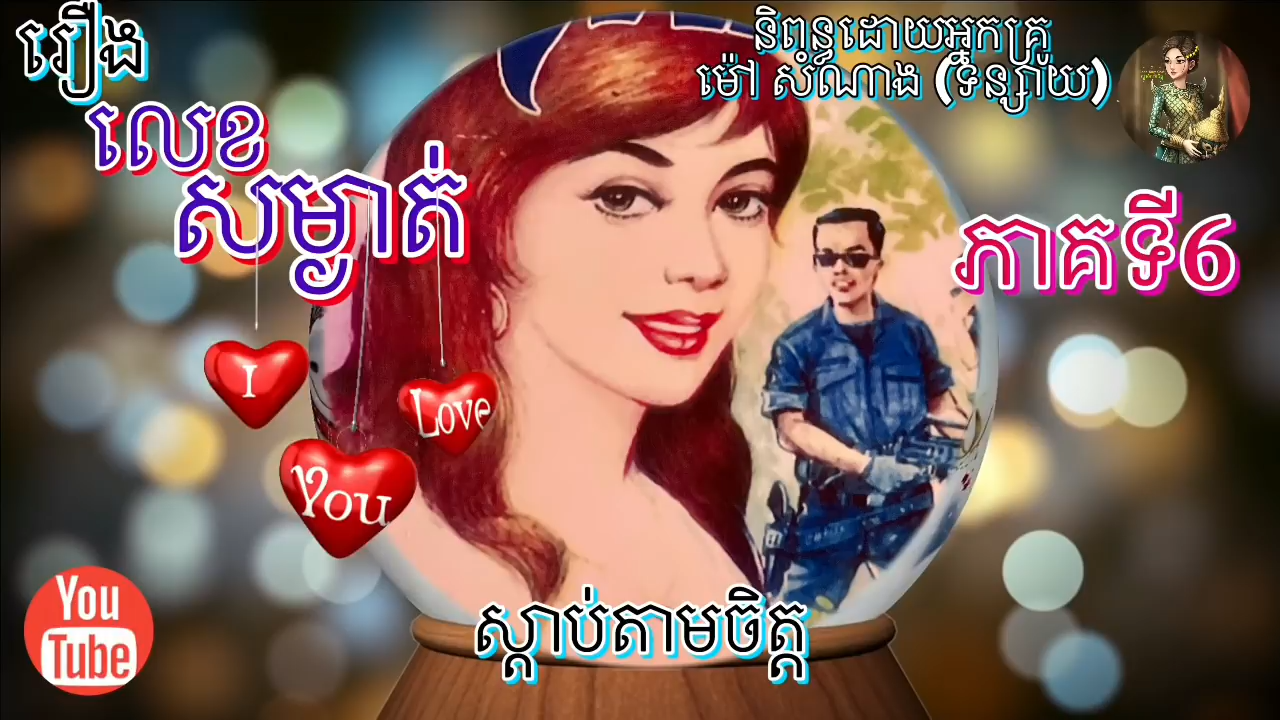 រឿង
លេខ
សម្ងាត់
និពន្ធដោយអ្នកគ្រូ
ម៉ៅ សំណាង (ទន្សាយ)
ភាគទី6
I
Love
You
You
Tube
ស្តាប់តាមចិត្ត